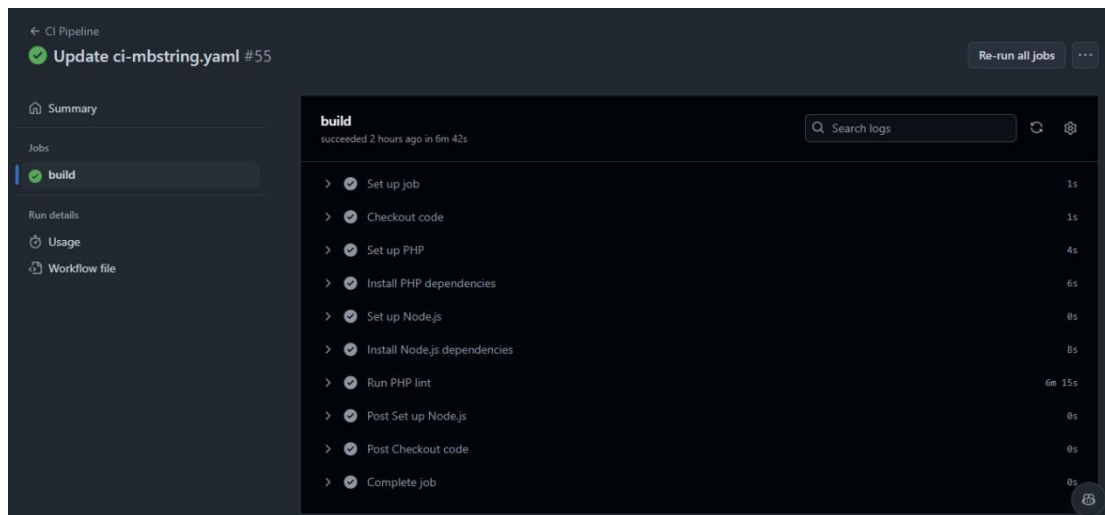 ← CI Pipeline
Update ci-mbstring.yaml #55
Re-run all jobs
...
Summary
Jobs
build
Run details
Usage
Workflow file
build
succeeded 2 hours ago in 6m 42s
Search logs
Set up job 1s
Checkout code 1s
Set up PHP 4s
Install PHP dependencies 6s
Set up Node.js 0s
Install Node.js dependencies 8s
Run PHP lint 6m 15s
Post Set up Node.js 0s
Post Checkout code 0s
Complete job 0s